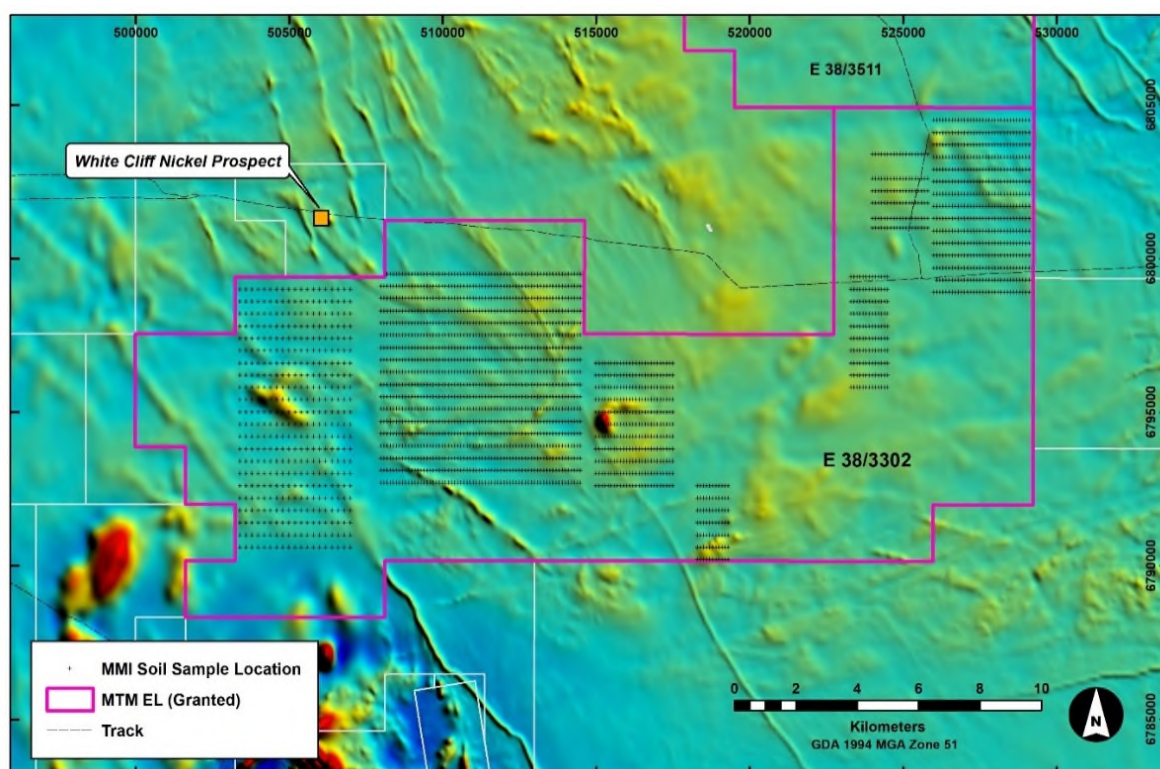 500000
505000
510000
515000
520000
525000
530000
E 38/3511
6805000
White Cliff Nickel Prospect
6800000
6795000
E 38/3302
6790000
MMI Soil Sample Location
MTM EL (Granted)
Track
0 2 4 6 8 10
Kilometers
GDA 1994 MGA Zone 51
N
6785000